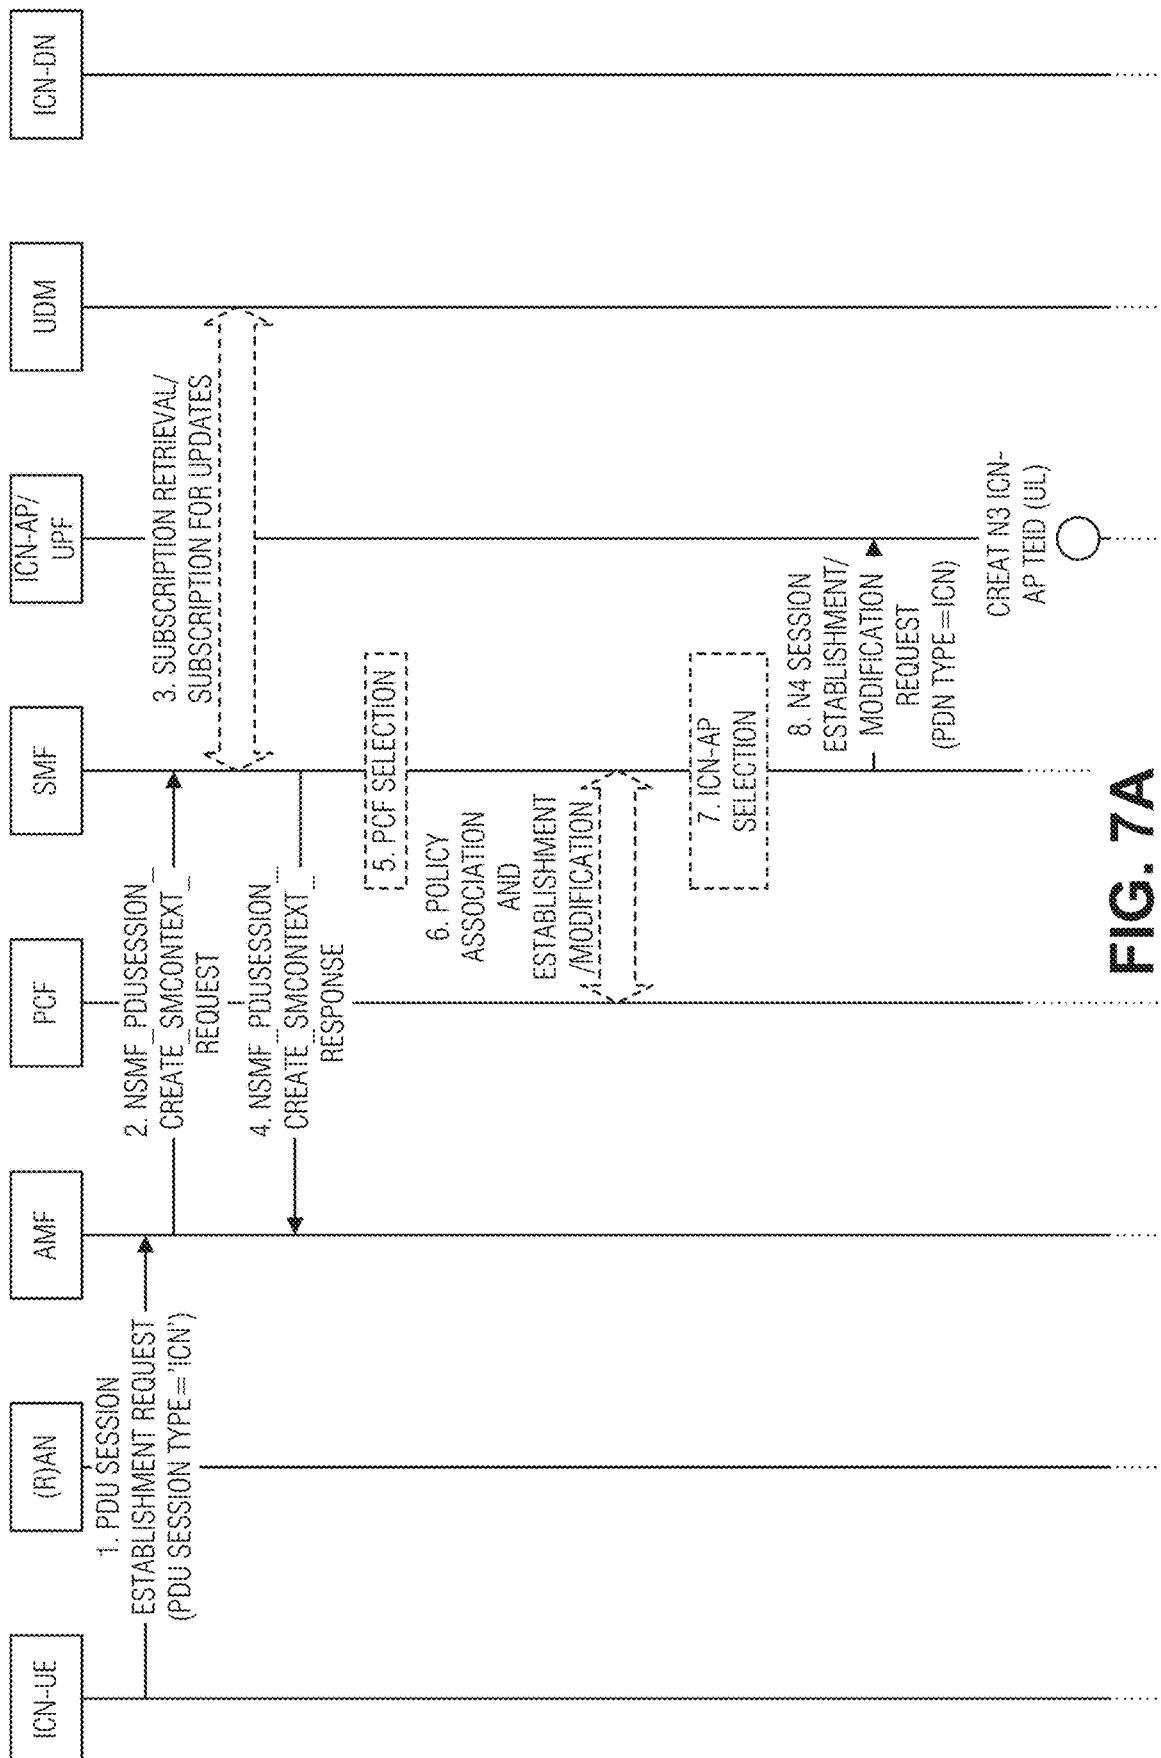 ICN-UE
(R)AN
AMF
PCF
SMF
ICN-AP/
UPF
UDM
ICN-DN
1. PDU SESSION
ESTABLISHMENT REQUEST
(PDU SESSION TYPE='ICN')
2. NSMF_PDUSESSION_
CREATE_SMCONTEXT_
REQUEST
3. SUBSCRIPTION RETRIEVAL/
SUBSCRIPTION FOR UPDATES
4. NSMF_PDUSESSION_
CREATE_SMCONTEXT_
RESPONSE
5. PCF SELECTION
6. POLICY
ASSOCIATION
AND
ESTABLISHMENT
/MODIFICATION
7. ICN-AP
SELECTION
8. N4 SESSION
ESTABLISHMENT/
MODIFICATION
REQUEST
(PDN TYPE=ICN)
CREAT N3 ICN-
AP TEID (UL)
FIG. 7A